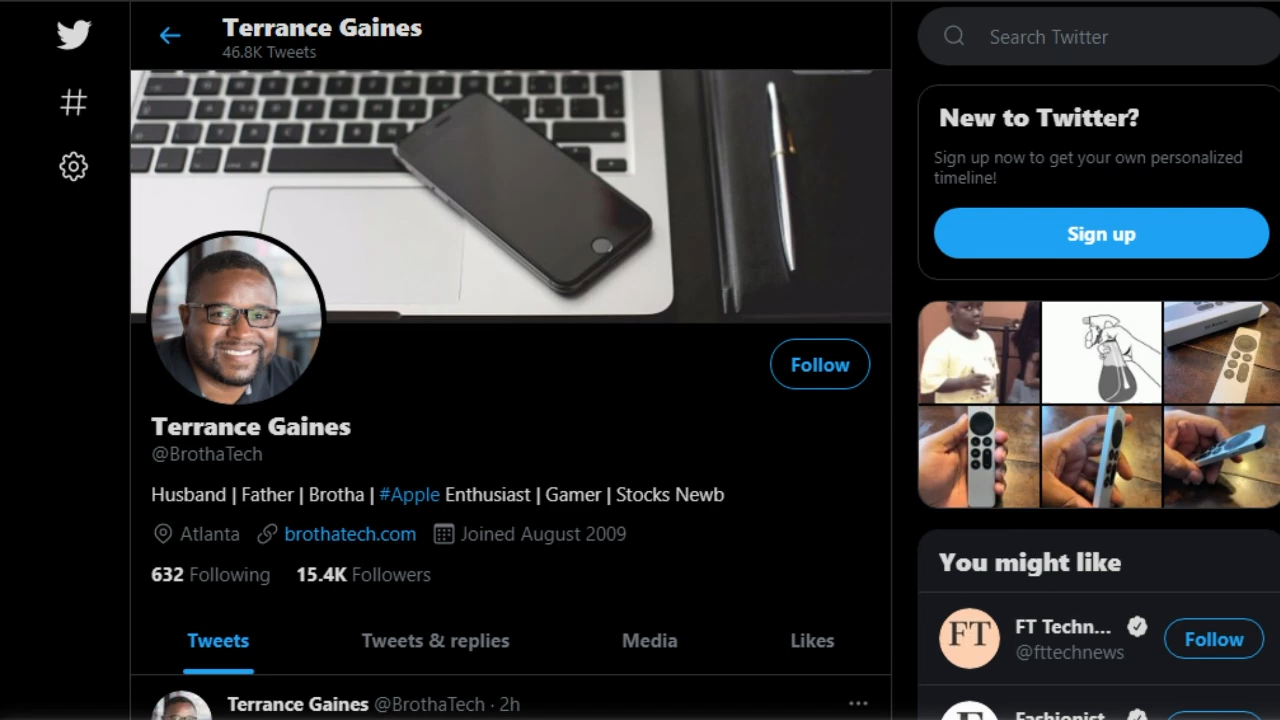 Terrance Gaines
46.8K Tweets
Search Twitter
New to Twitter?
Sign up now to get your own personalized
timeline!
Sign up
Follow
Terrance Gaines
@BrothaTech
Husband | Father | Brotha | #Apple Enthusiast | Gamer | Stocks Newb
Atlanta brothatech.com Joined August 2009
632 Following 15.4K Followers
Tweets Tweets & replies Media Likes
Terrance Gaines @BrothaTech · 2h
You might like
FT
FT Techn...
@fttechnews
Follow
Fashionist